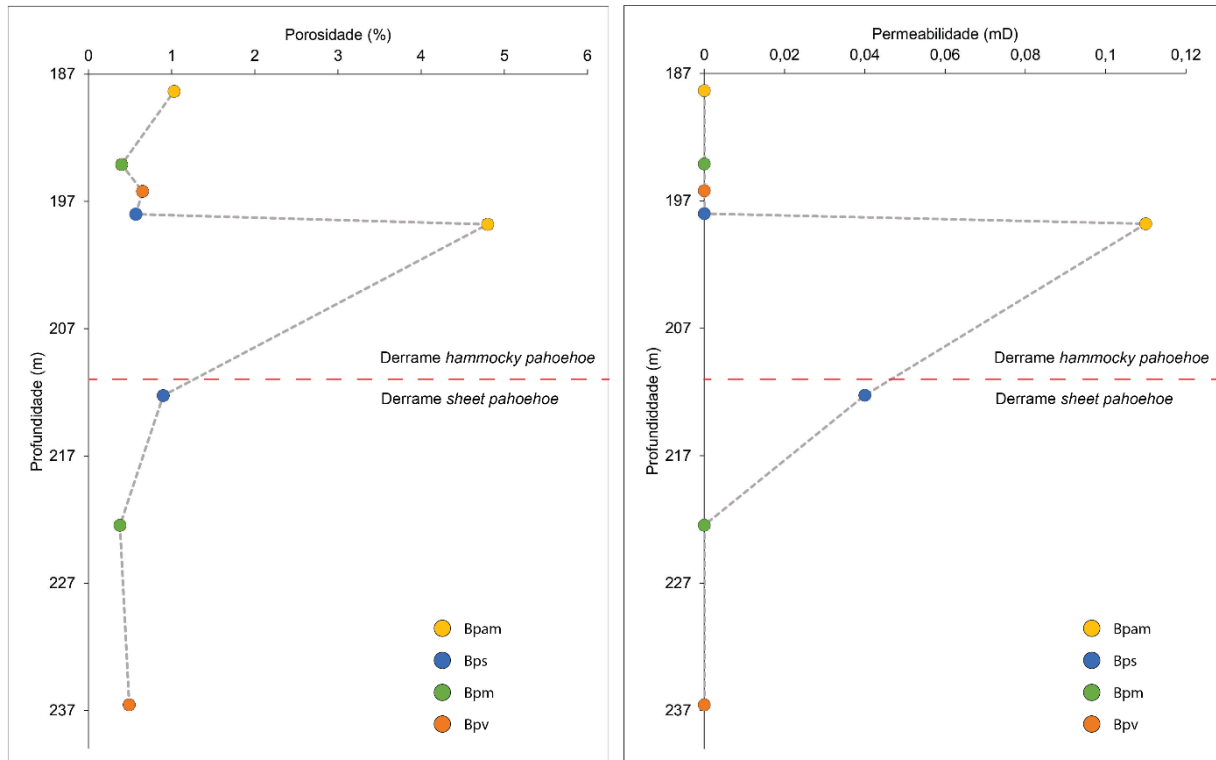 Porosidade (%)
0 1 2 3 4 5 6
187
197
207
217
227
237
Profundidade (m)
Derrame hammocky pahoehoe
Derrame sheet pahoehoe
Bpam
Bps
Bpm
Bpv
Permeabilidade (mD)
0 0,02 0,04 0,06 0,08 0,1 0,12
187
197
207
217
227
237
Profundiddade (m)
Derrame hammocky pahoehoe
Derrame sheet pahoehoe
Bpam
Bps
Bpm
Bpv